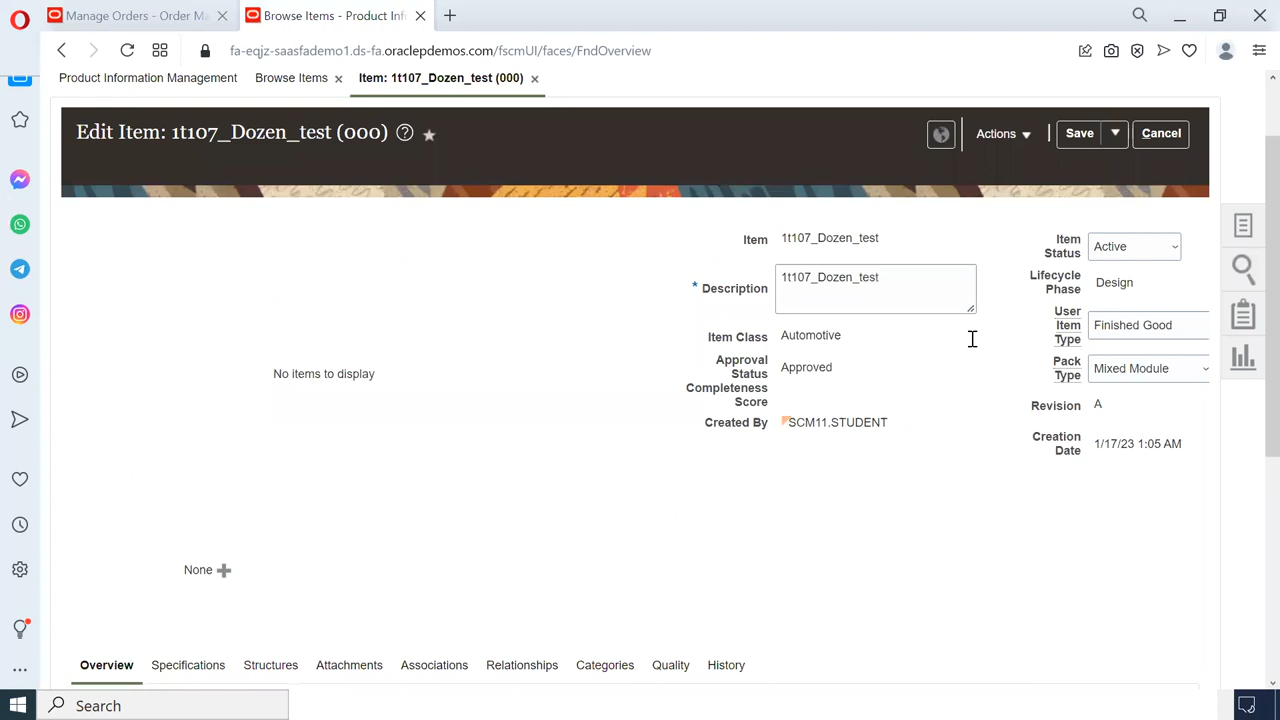 Manage Orders - Order Ma
Browse Items - Product Inf
fa-eqjz-saasfademo1.ds-fa.oraclepdemos.com/fscmUI/faces/FndOverview
Product Information Management
Browse Items
Item: 1t107_Dozen_test (000)
Edit Item: 1t107_Dozen_test (000)
Actions
Save
Cancel
Item 1t107_Dozen_test
* Description 1t107_Dozen_test
Item Class Automotive
Approval Status Approved
Completeness Score
Created By SCM11.STUDENT
Item Status Active
Lifecycle Phase Design
User Item Type Finished Good
Pack Type Mixed Module
Revision A
Creation Date 1/17/23 1:05 AM
No items to display
None
Overview Specifications Structures Attachments Associations Relationships Categories Quality History
Search